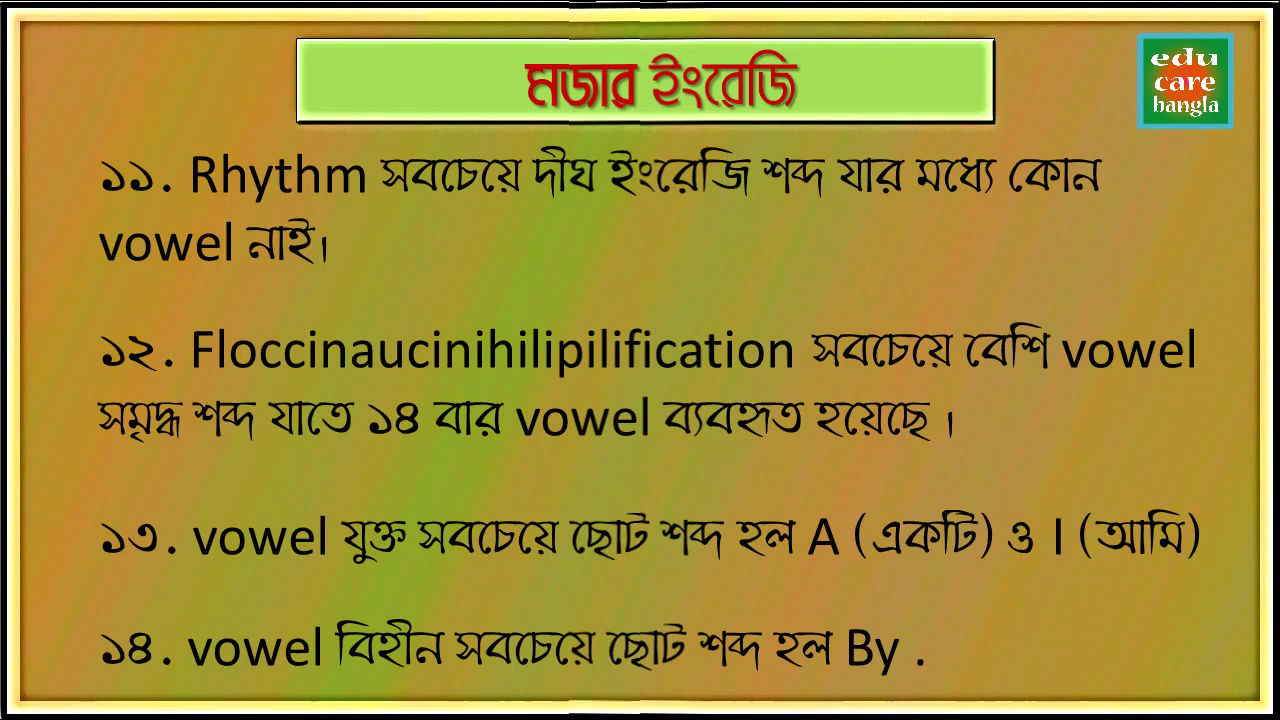 মজার ইংরেজি
edu
care
bangla
১১. Rhythm সবচেয়ে দীঘ ইংরেজি শব্দ যার মধ্যে কোন
vowel নাই।
১২. Floccinaucinihilipilification সবচেয়ে বেশি vowel
সমৃদ্ধ শব্দ যাতে ১৪ বার vowel ব্যবহৃত হয়েছে ।
১৩. vowel যুক্ত সবচেয়ে ছোট শব্দ হল A (একটি) ও I (আমি)
১৪. vowel বিহীন সবচেয়ে ছোট শব্দ হল By .